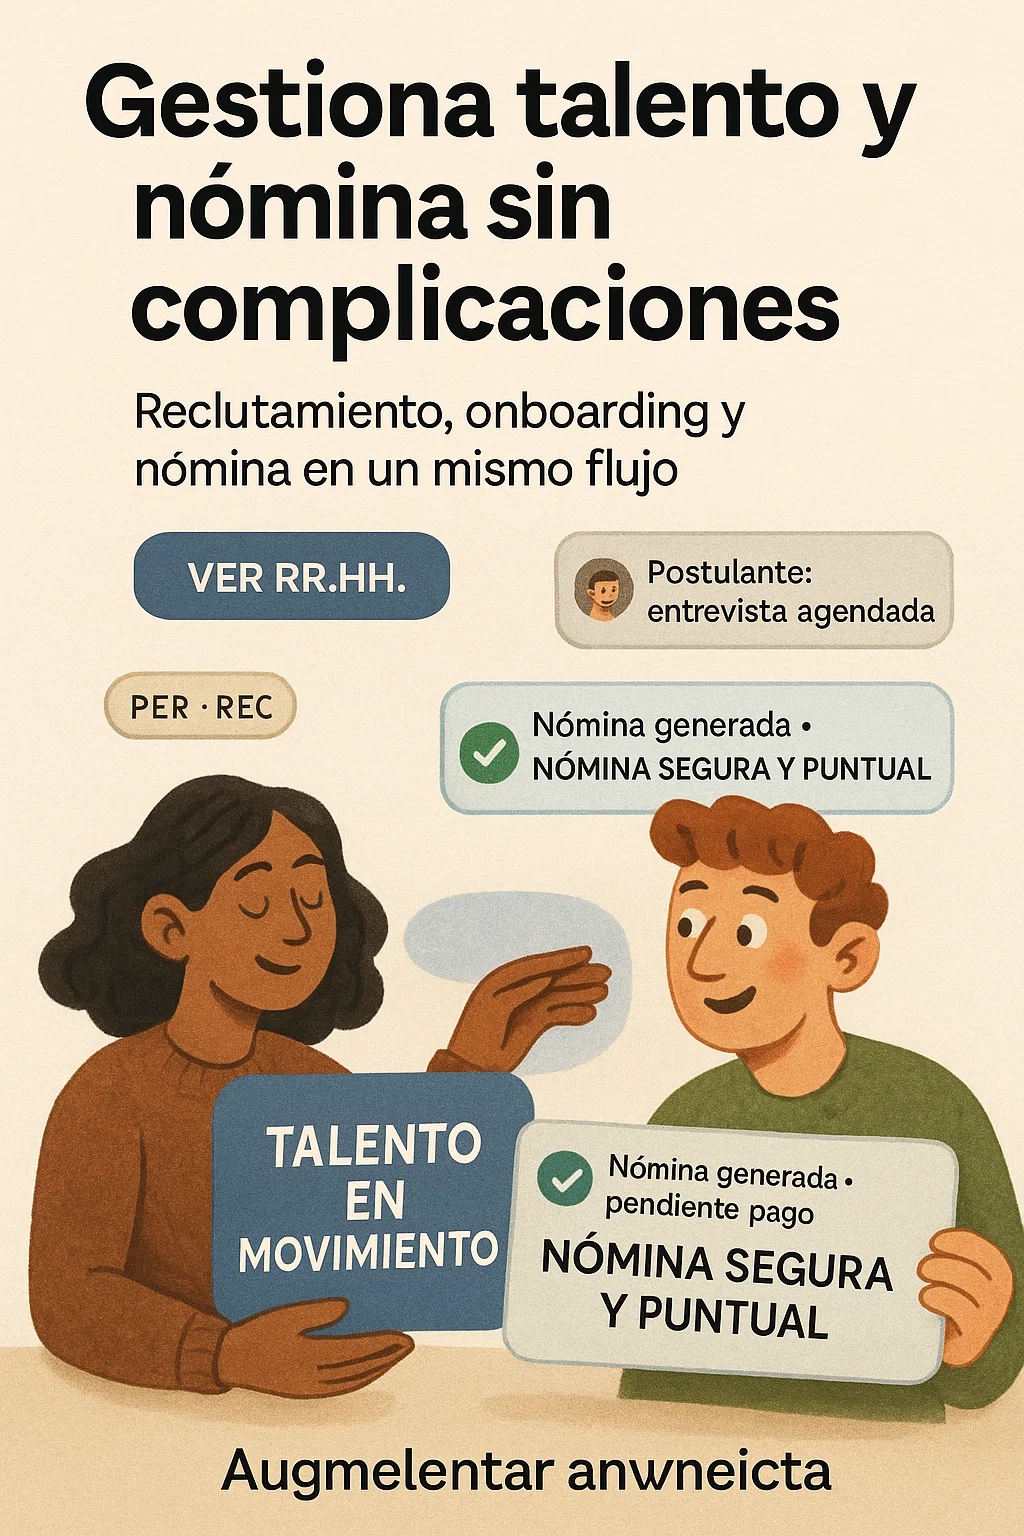 Gestiona talento y
nómina sin
complicaciones
Reclutamiento, onboarding y
nómina en un mismo flujo
VER RR.HH.
Postulante:
entrevista agendada
PER · REC
Nómina generada •
NÓMINA SEGURA Y PUNTUAL
TALENTO
EN
MOVIMIENTO
Nómina generada •
pendiente pago
NÓMINA SEGURA
Y PUNTUAL
Augmelentar anwneicta